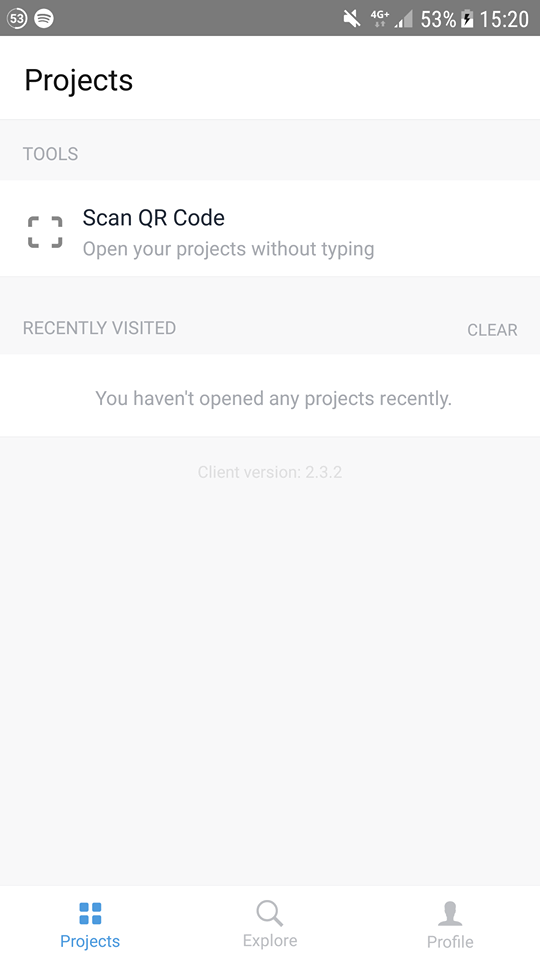 53 4G+ 53% 15:20
Projects
TOOLS
Scan QR Code
Open your projects without typing
RECENTLY VISITED CLEAR
You haven't opened any projects recently.
Client version: 2.3.2
Projects Explore Profile